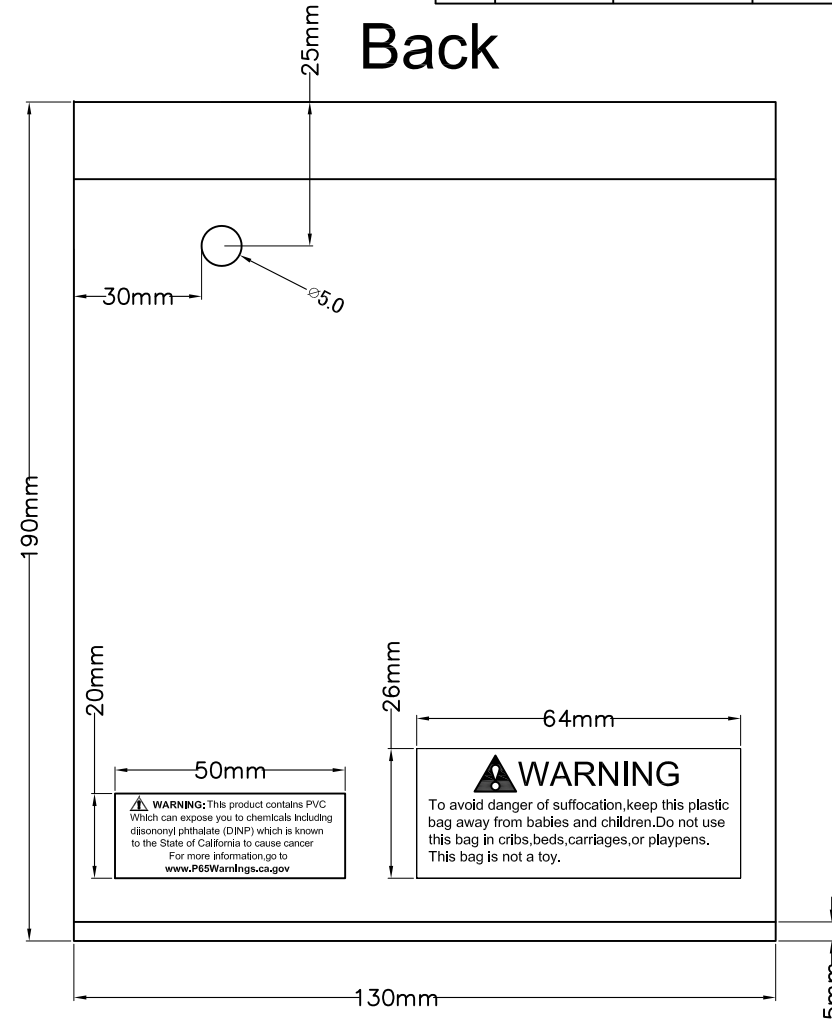 Back
25mm
30mm
⌀5.0
190mm
20mm
26mm
64mm
50mm
WARNING: This product contains PVC
Which can expose you to chemicals Including
diisononyl phthalate (DINP) which is known
to the State of California to cause cancer
For more information,go to
www.P65Warnings.ca.gov
WARNING
To avoid danger of suffocation,keep this plastic
bag away from babies and children.Do not use
this bag in cribs,beds,carriages,or playpens.
This bag is not a toy.
5mm
130mm